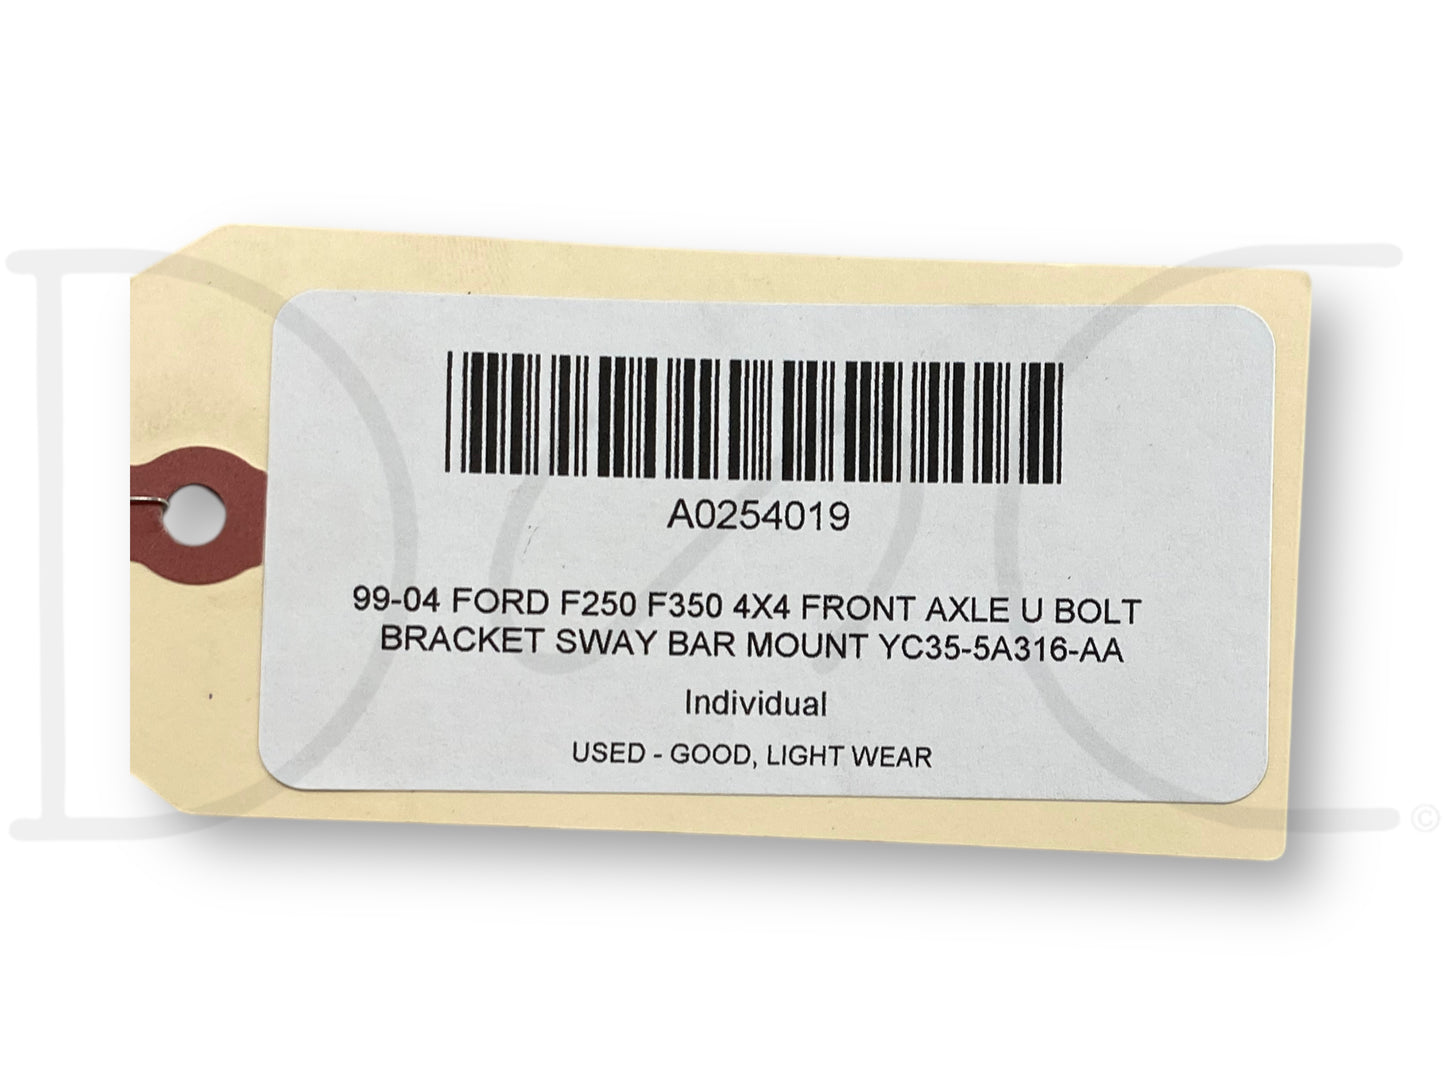 A0254019
99-04 FORD F250 F350 4X4 FRONT AXLE U BOLT
BRACKET SWAY BAR MOUNT YC35-5A316-AA
Individual
USED - GOOD, LIGHT WEAR
D C
©